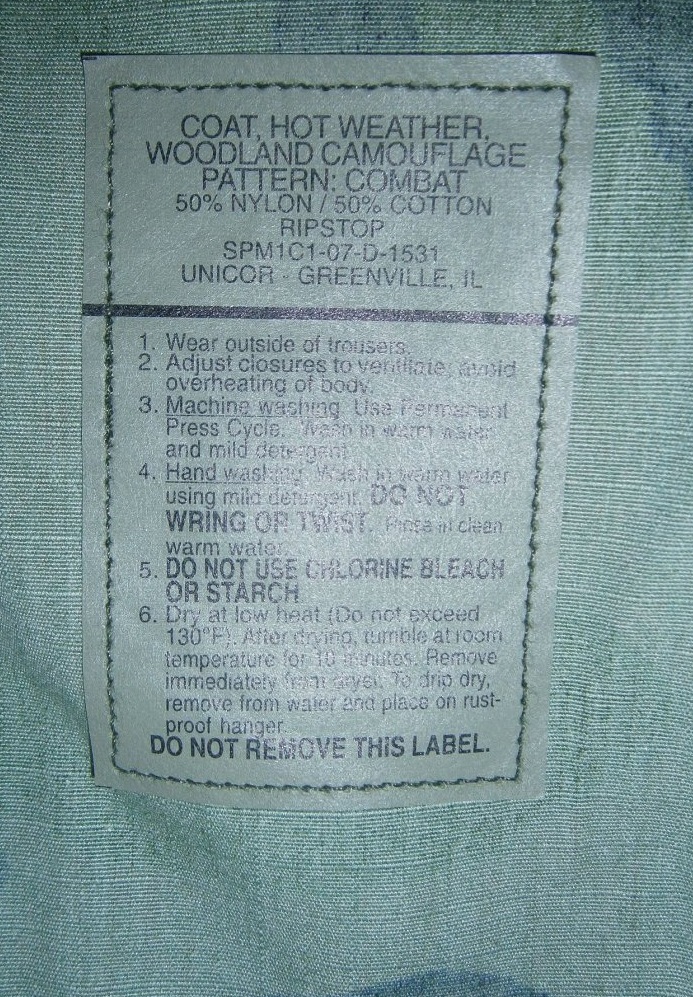 COAT, HOT WEATHER,
WOODLAND CAMOUFLAGE
PATTERN: COMBAT
50% NYLON / 50% COTTON
RIPSTOP
SPM1C1-07-D-1531
UNICOR - GREENVILLE, IL
1. Wear outside of trousers.
2. Adjust closures to ventilate; avoid
overheating of body.
3. Machine washing. Use Permanent
Press Cycle. Wash in warm water
and mild detergent.
4. Hand washing. Wash in warm water
using mild detergent. DO NOT
WRING OR TWIST. Rinse in clean
warm water.
5. DO NOT USE CHLORINE BLEACH
OR STARCH.
6. Dry at low heat (Do not exceed
130°F). After drying, tumble at room
temperature for 10 minutes. Remove
immediately from dryer. To drip dry,
remove from water and place on rust-
proof hanger.
DO NOT REMOVE THIS LABEL.